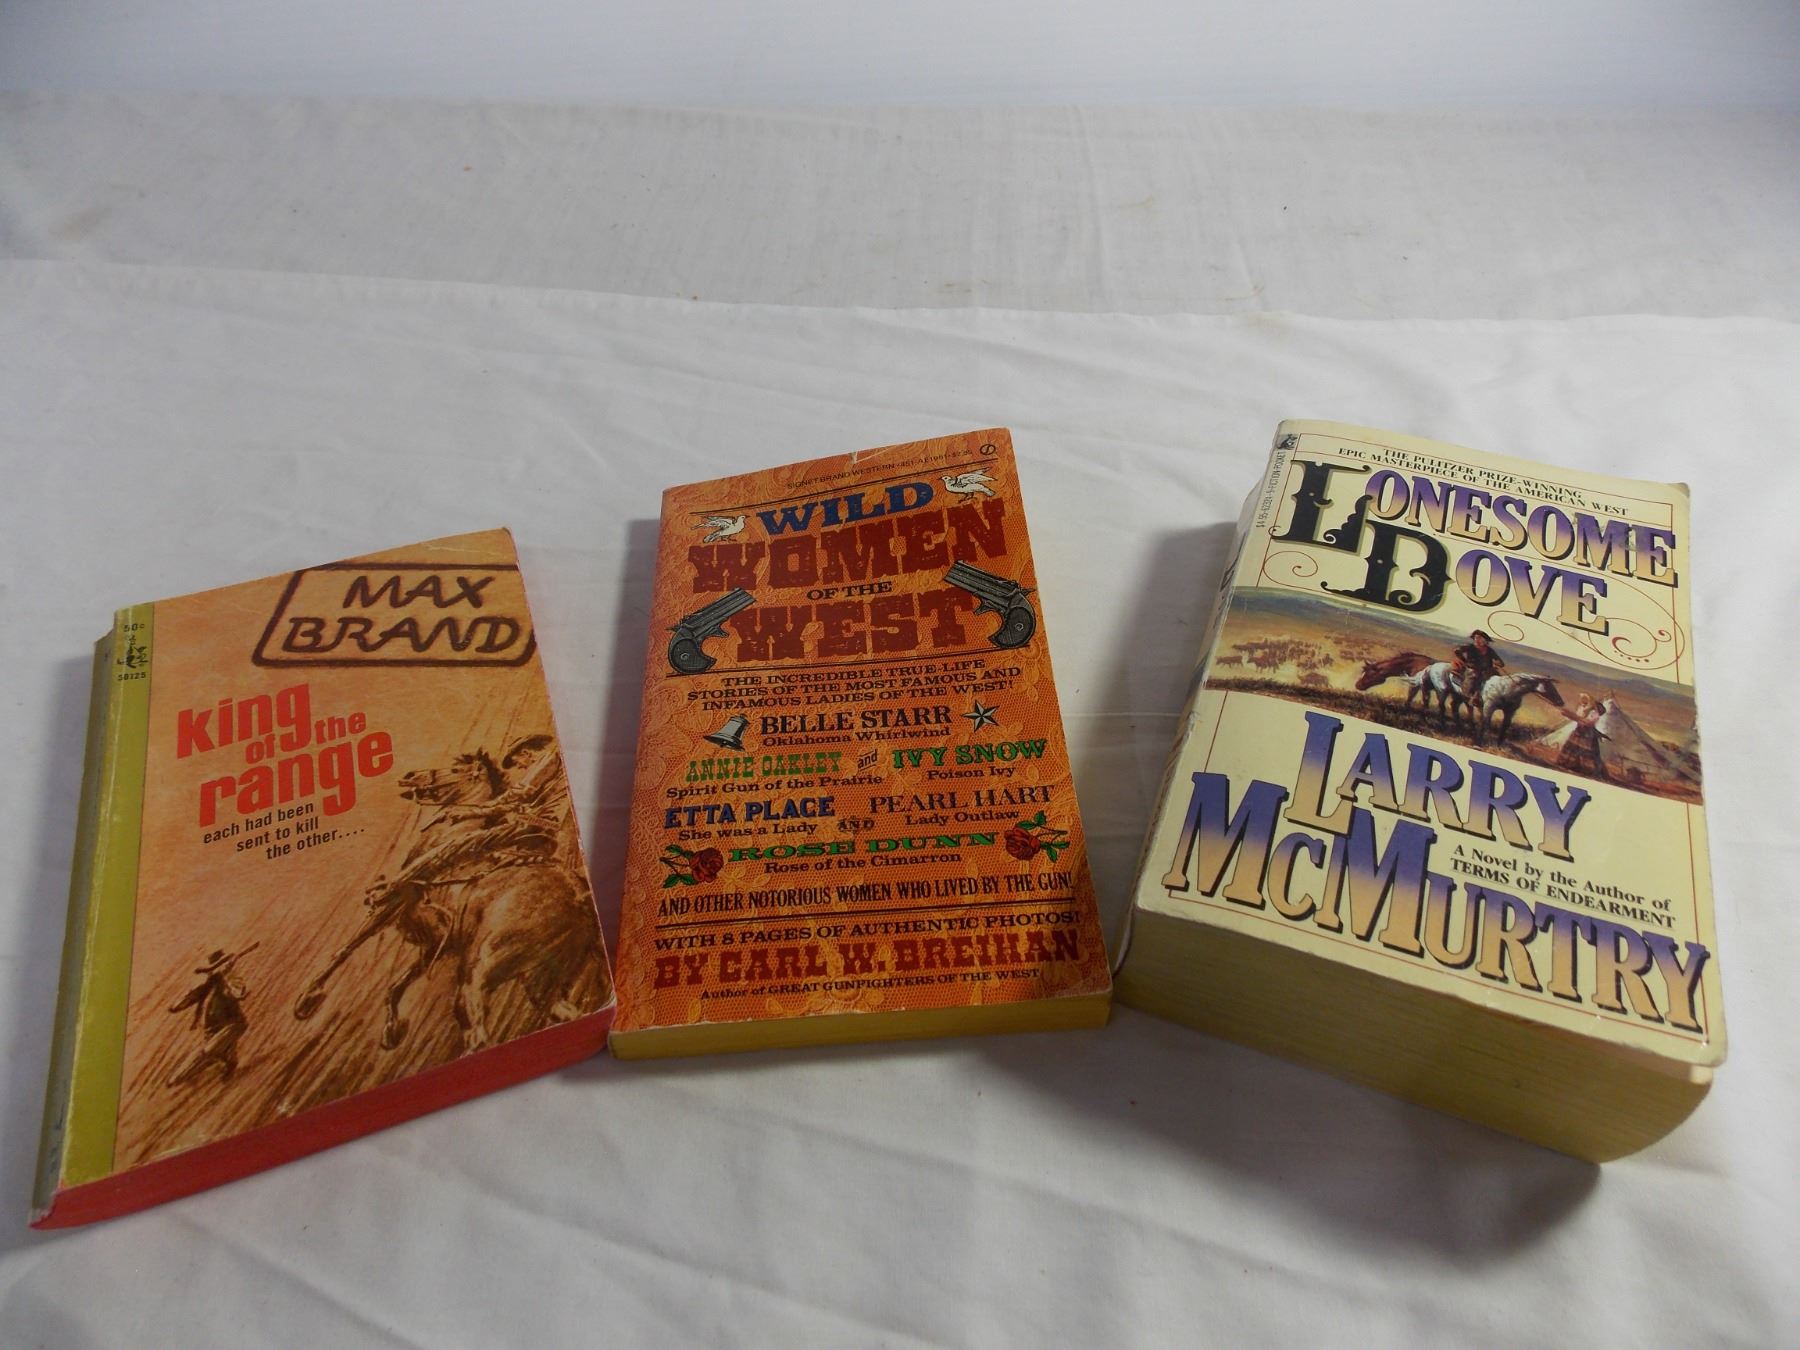 50c
50125
MAX
BRAND
king
of the
range
each had been
sent to kill
the other....
SIGNET BRAND WESTERN
WILD
WOMEN
OF THE
WEST
THE INCREDIBLE TRUE-LIFE
STORIES OF THE MOST FAMOUS AND
INFAMOUS LADIES OF THE WEST!
BELLE STARR
Oklahoma Whirlwind
ANNIE OAKLEY and IVY SNOW
Spirit Gun of the Prairie Poison Ivy
ETTA PLACE AND PEARL HART
She was a Lady Lady Outlaw
ROSE DUNN
Rose of the Cimarron
AND OTHER NOTORIOUS WOMEN WHO LIVED BY THE GUN!
WITH 8 PAGES OF AUTHENTIC PHOTOS!
BY CARL W. BREIHAN
Author of GREAT GUNFIGHTERS OF THE WEST
THE PULITZER PRIZE-WINNING
EPIC MASTERPIECE OF THE AMERICAN WEST
LONESOME
DOVE
LARRY
McMURTRY
A Novel by the Author of
TERMS OF ENDEARMENT